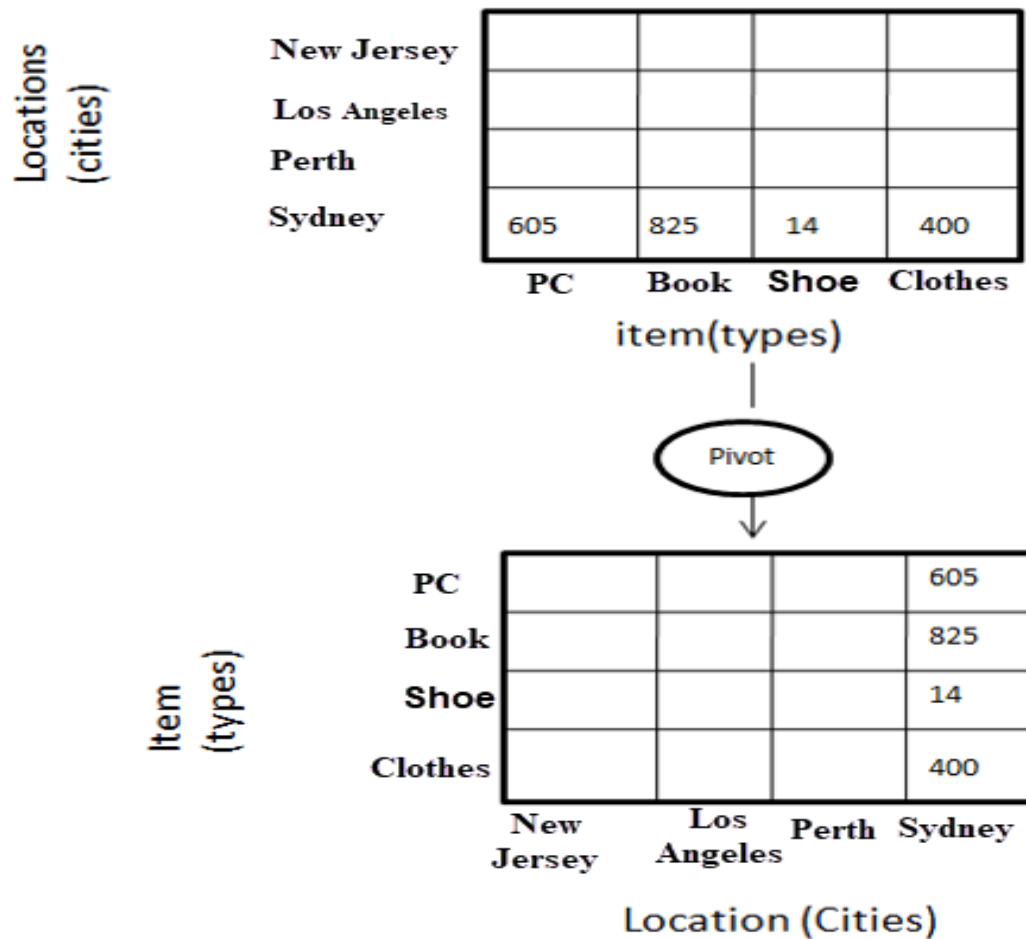 Locations
(cities)
New Jersey
Los Angeles
Perth
Sydney
605 825 14 400
PC Book Shoe Clothes
item(types)
Pivot
Item
(types)
PC 605
Book 825
Shoe 14
Clothes 400
New Los Perth Sydney
Jersey Angeles
Location (Cities)